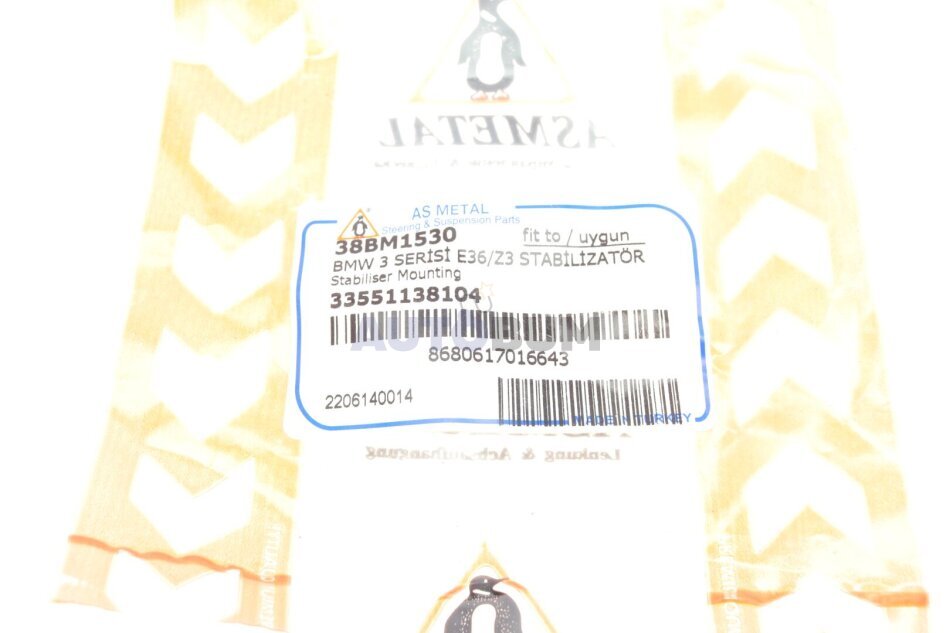 ASMETAL
AS METAL
Steering & Suspension Parts
38BM1530
fit to / uygun
BMW 3 SERİSİ E36/Z3 STABİLİZATÖR
Stabiliser Mounting
33551138104
AUTOBUM
8680617016643
2206140014
MADE IN TURKEY
Lenkung & Achsaufhängung